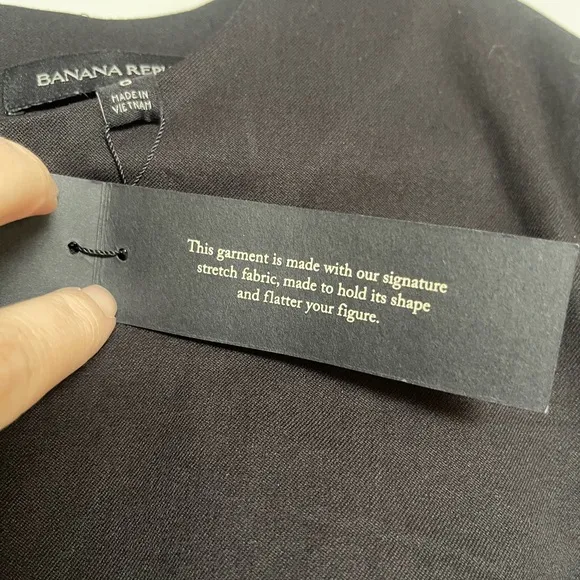 BANANA REPU
0
MADE IN
VIETNAM
This garment is made with our signature
stretch fabric, made to hold its shape
and flatter your figure.